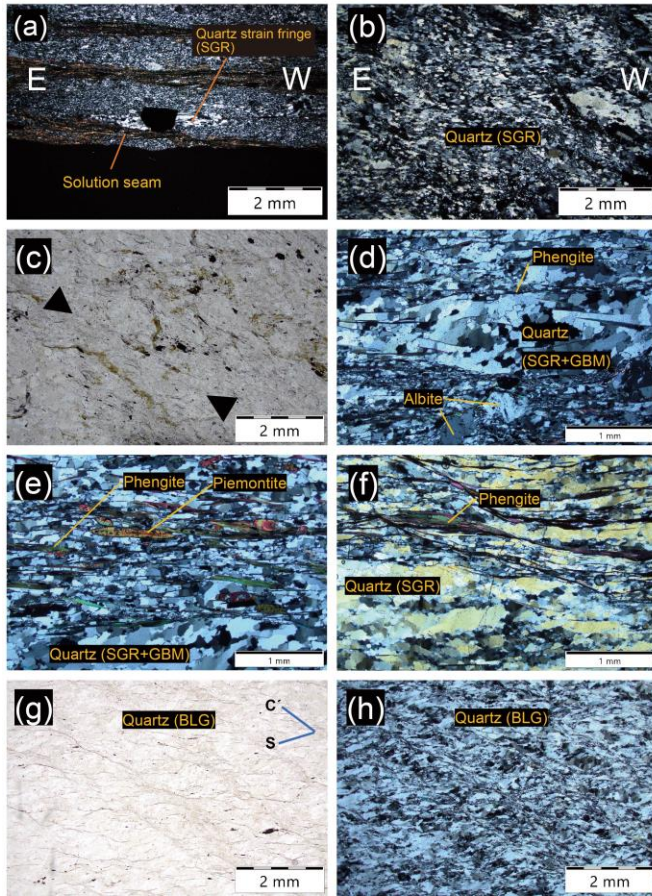 (a)
Quartz strain fringe
(SGR)
E
W
Solution seam
2 mm
(b)
E
W
Quartz (SGR)
2 mm
(c)
2 mm
(d)
Phengite
Quartz
(SGR+GBM)
Albite
1 mm
(e)
Phengite
Piemontite
Quartz (SGR+GBM)
1 mm
(f)
Phengite
Quartz (SGR)
1 mm
(g)
Quartz (BLG)
C´
S
2 mm
(h)
Quartz (BLG)
2 mm